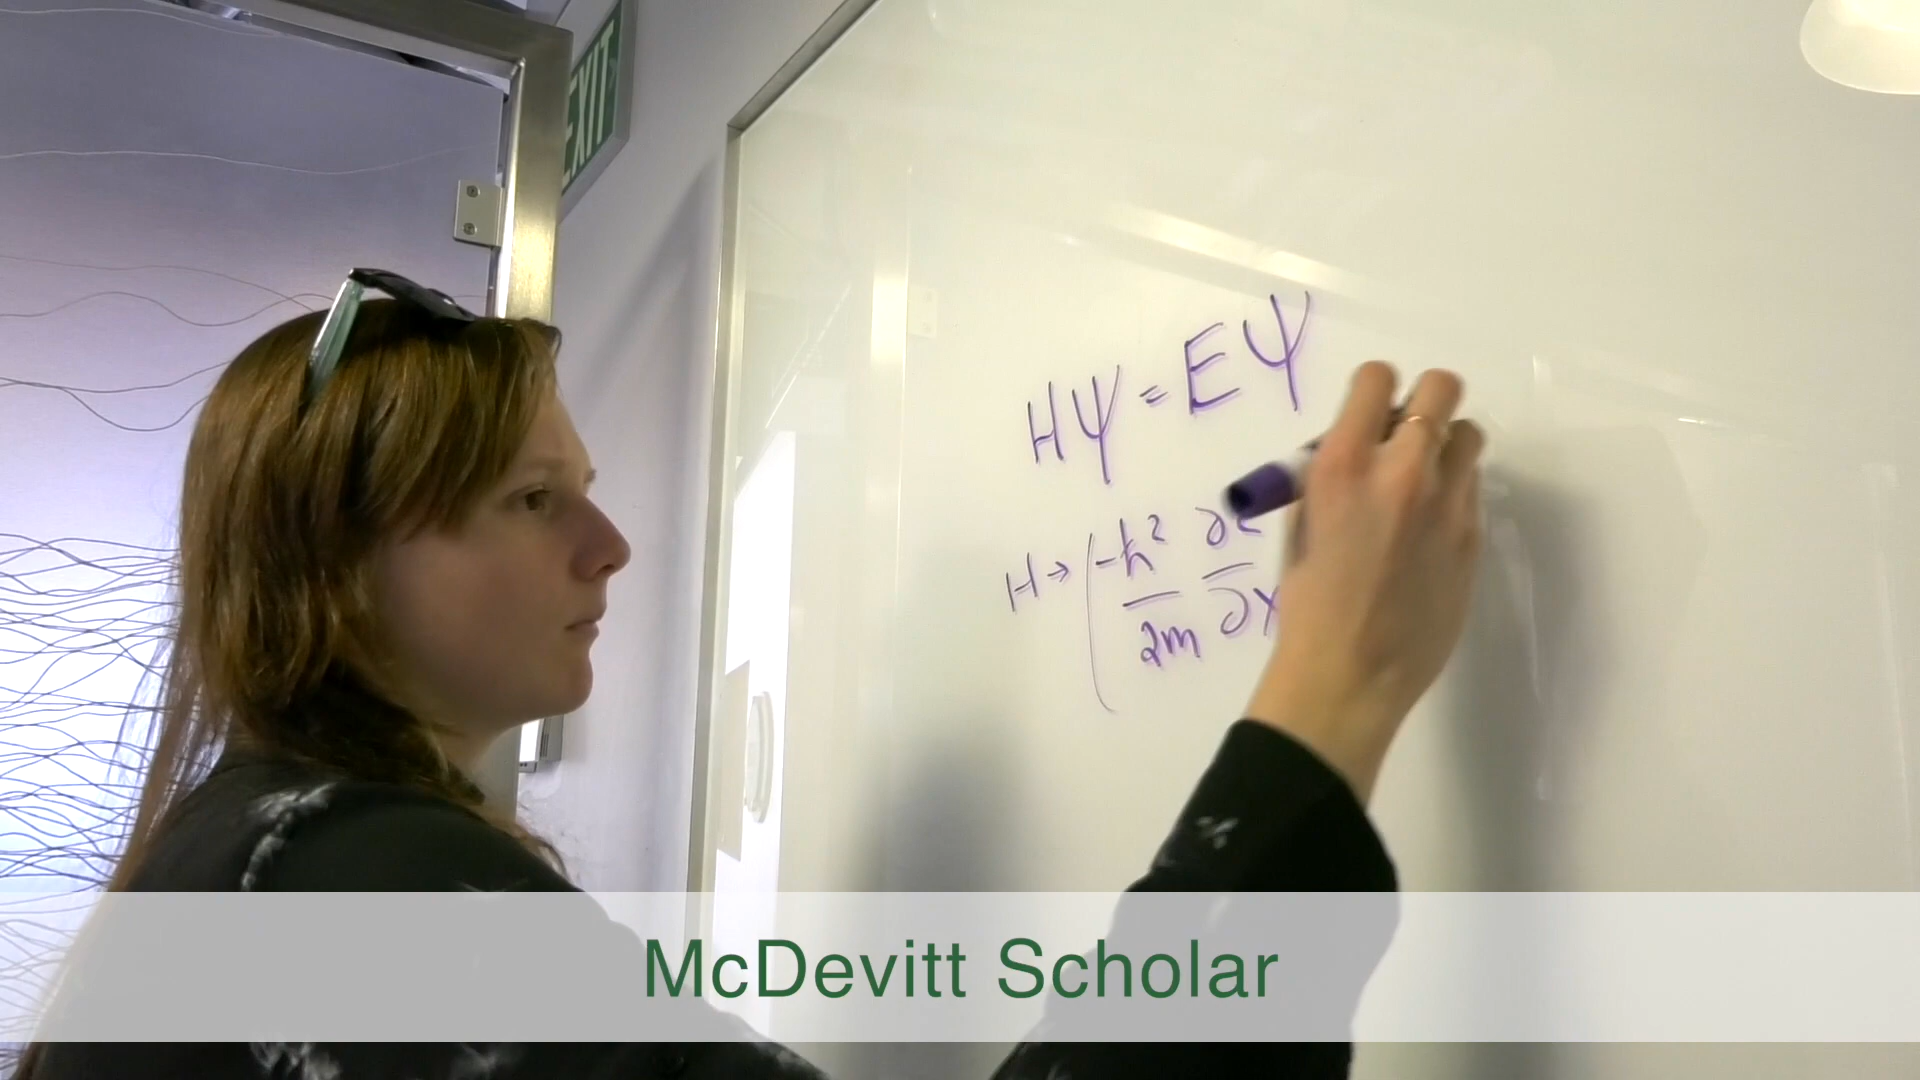 EXIT
Hψ = Eψ
H → (-ħ² ∂²
2m ∂x
McDevitt Scholar